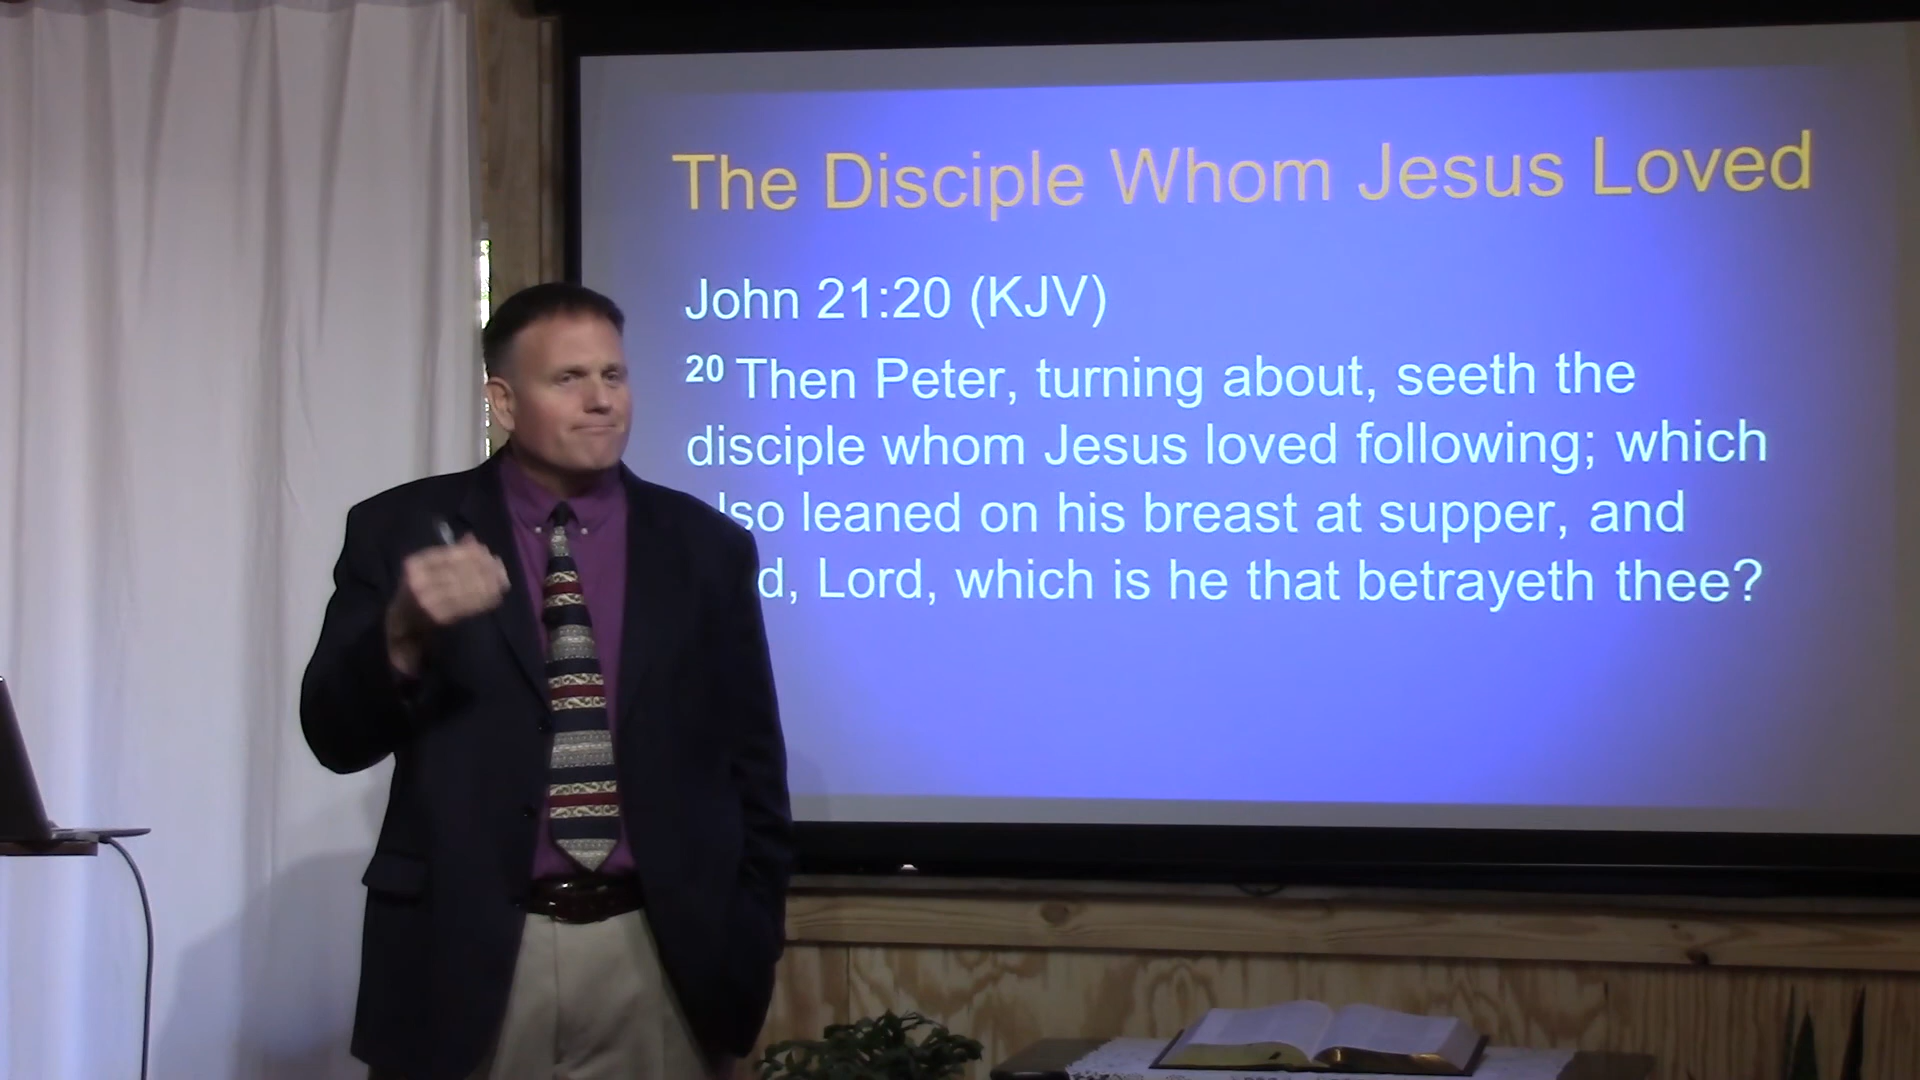 The Disciple Whom Jesus Loved
John 21:20 (KJV)
20 Then Peter, turning about, seeth the
disciple whom Jesus loved following; which
lso leaned on his breast at supper, and
d, Lord, which is he that betrayeth thee?